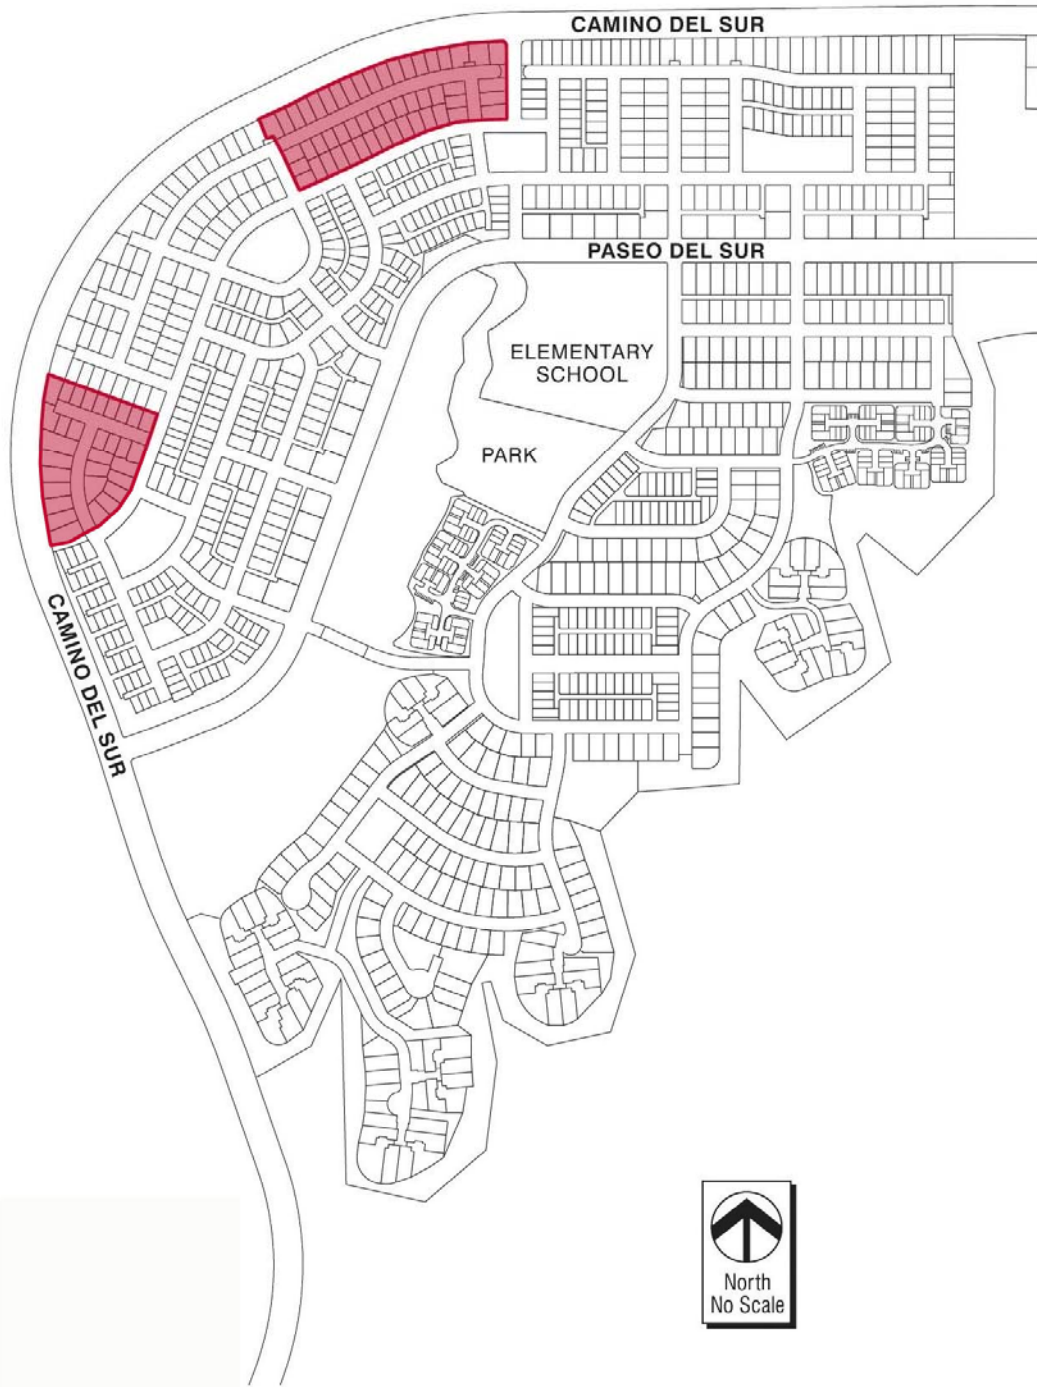 CAMINO DEL SUR
PASEO DEL SUR
ELEMENTARY
SCHOOL
PARK
CAMINO DEL SUR
North
No Scale